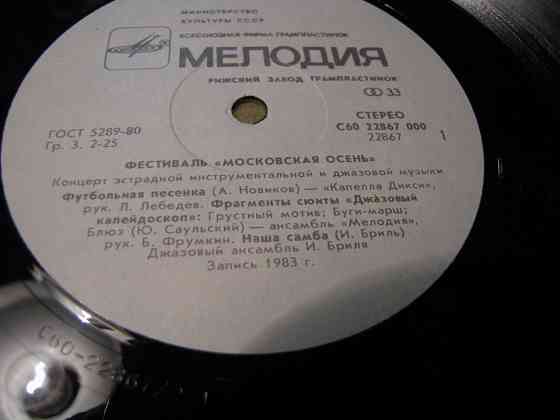 МИНИСТЕРСТВО
КУЛЬТУРЫ СССР
ВСЕСОЮЗНАЯ ФИРМА ГРАМПЛАСТИНОК
МЕЛОДИЯ
РИЖСКИЙ ЗАВОД ГРАМПЛАСТИНОК
33
СТЕРЕО
ГОСТ 5289-80
С60 22867 000
Гр. 3. 2-25
22867 1
ФЕСТИВАЛЬ «МОСКОВСКАЯ ОСЕНЬ»
Концерт эстрадной инструментальной и джазовой музыки
Футбольная песенка (А. Новиков) — «Капелла Дикси»,
рук. Л. Лебедев. Фрагменты сюиты «Джазовый
калейдоскоп»: Грустный мотив; Буги-марш;
Блюз (Ю. Саульский) — ансамбль «Мелодия»,
рук. Б. Фрумкин. Наша самба (И. Бриль)
Джазовый ансамбль И. Бриля
Запись 1983 г.